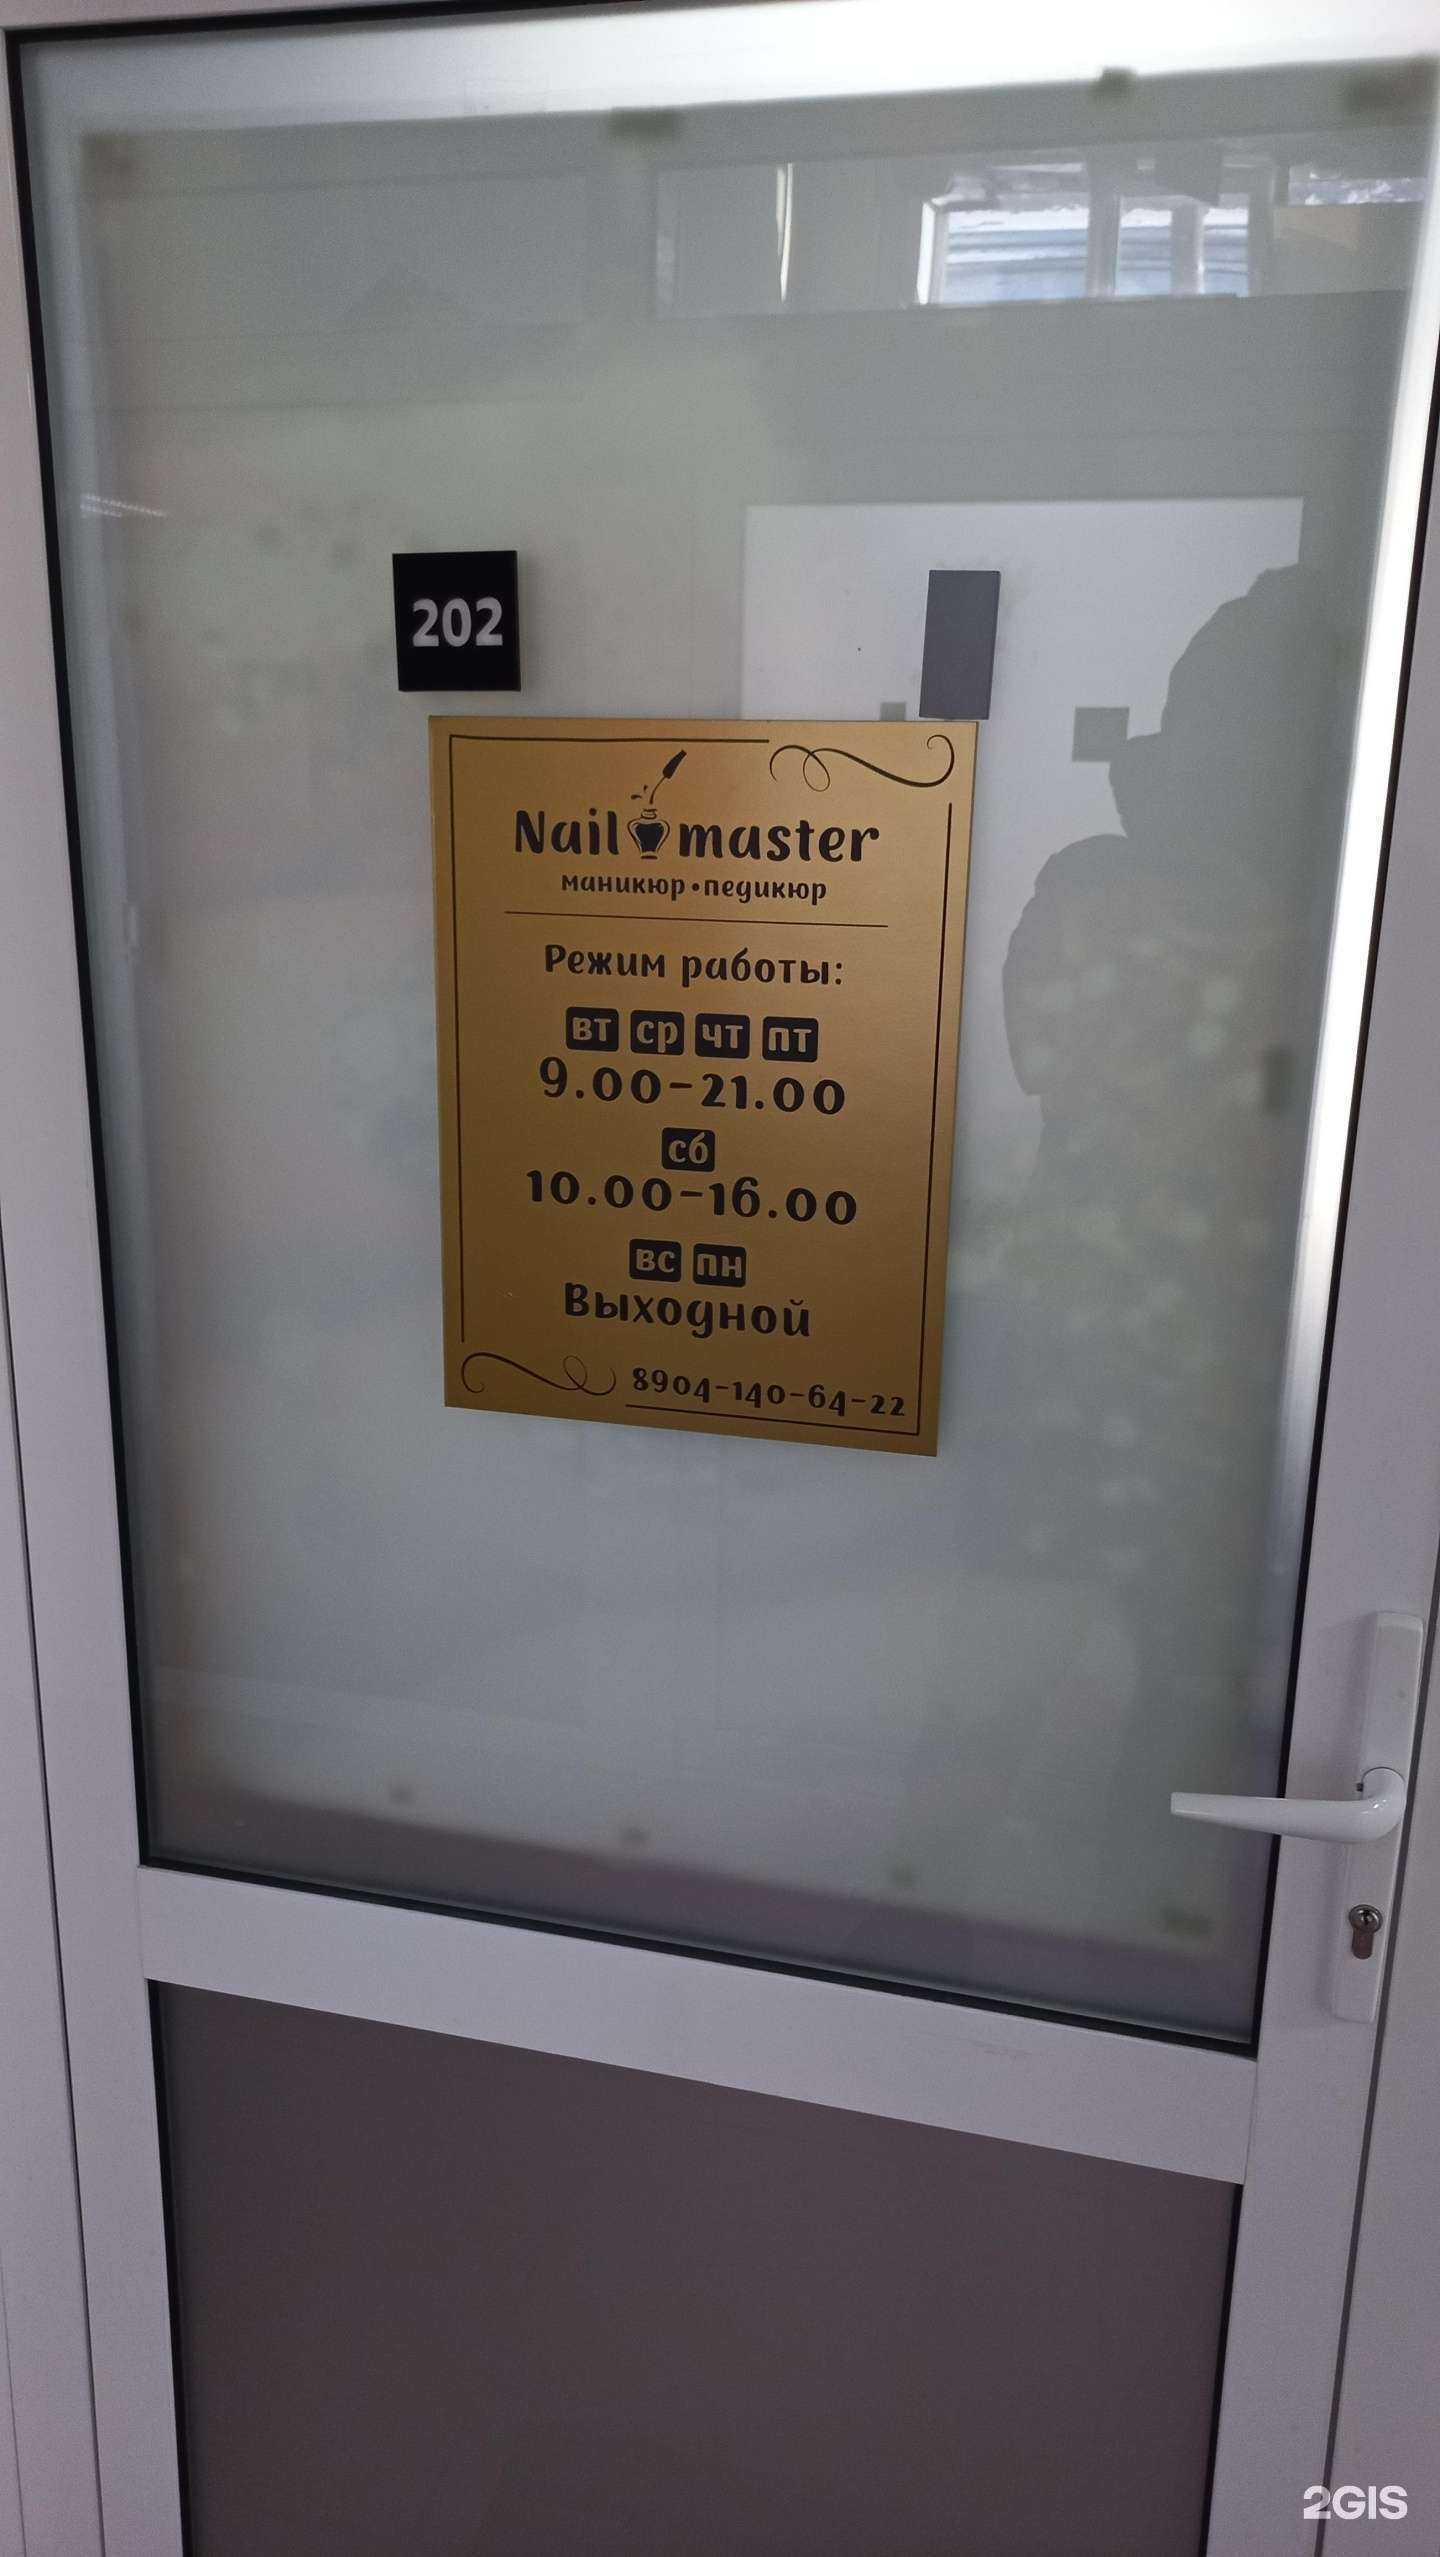 202
Nail master
маникюр • педикюр
Режим работы:
вт ср чт пт
9.00-21.00
сб
10.00-16.00
вс пн
Выходной
8904-140-64-22
2GIS